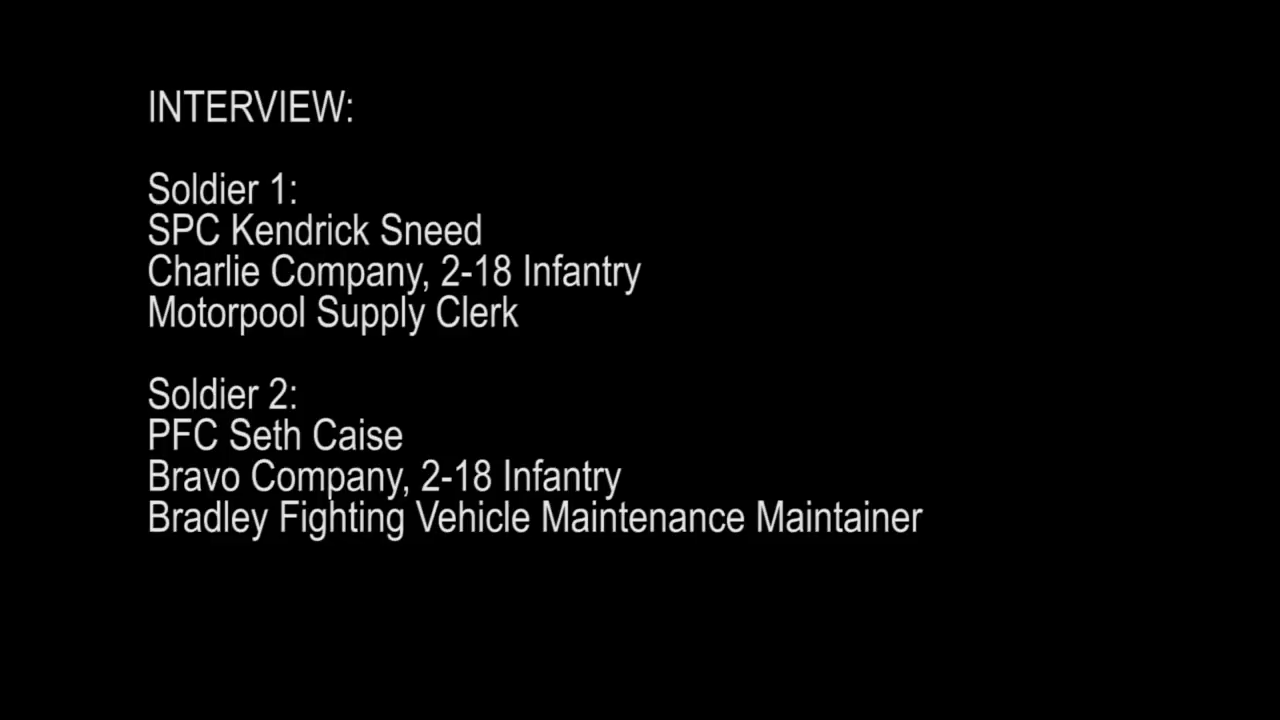 INTERVIEW:
Soldier 1:
SPC Kendrick Sneed
Charlie Company, 2-18 Infantry
Motorpool Supply Clerk
Soldier 2:
PFC Seth Caise
Bravo Company, 2-18 Infantry
Bradley Fighting Vehicle Maintenance Maintainer